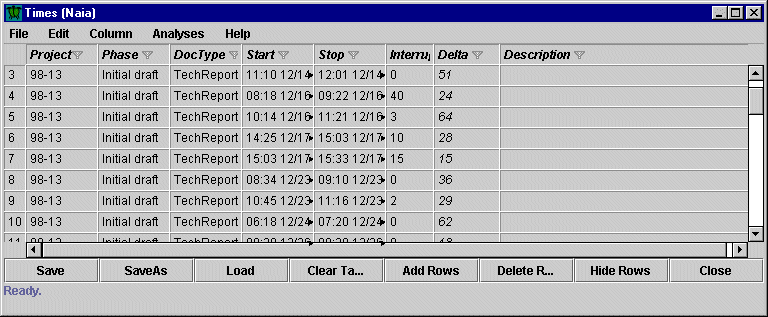 Times (Naia)
File Edit Column Analyses Help
Project Phase DocType Start Stop Interru Delta Description
3 98-13 Initial draft TechReport 11:10 12/14 12:01 12/14 0 51
4 98-13 Initial draft TechReport 08:18 12/16 09:22 12/16 40 24
5 98-13 Initial draft TechReport 10:14 12/16 11:21 12/16 3 64
6 98-13 Initial draft TechReport 14:25 12/17 15:03 12/17 10 28
7 98-13 Initial draft TechReport 15:03 12/17 15:33 12/17 15 15
8 98-13 Initial draft TechReport 08:34 12/23 09:10 12/23 0 36
9 98-13 Initial draft TechReport 10:45 12/23 11:16 12/23 2 29
10 98-13 Initial draft TechReport 06:18 12/24 07:20 12/24 0 62
Save SaveAs Load Clear Ta... Add Rows Delete R... Hide Rows Close
Ready.